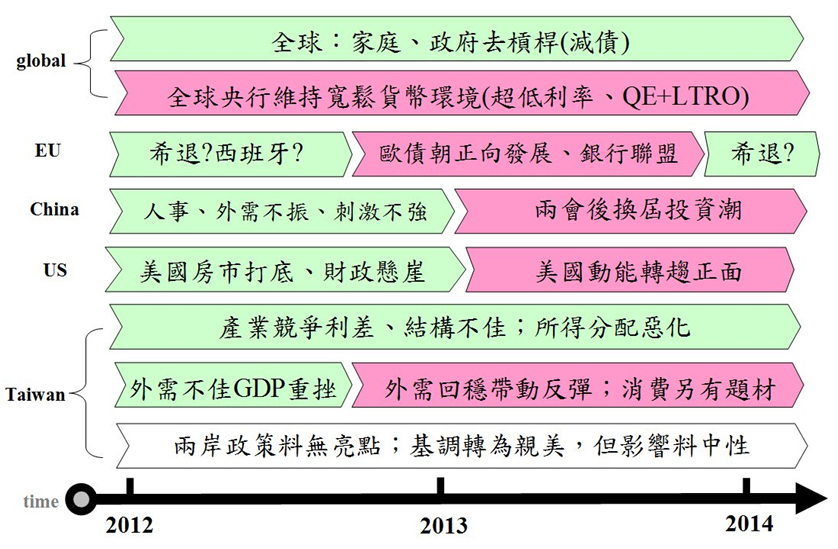 global
全球：家庭、政府去槓桿(減債)
全球央行維持寬鬆貨幣環境(超低利率、QE+LTRO)
EU
希退?西班牙?
歐債朝正向發展、銀行聯盟
希退?
China
人事、外需不振、刺激不強
兩會後換屆投資潮
US
美國房市打底、財政懸崖
美國動能轉趨正面
Taiwan
產業競爭利差、結構不佳；所得分配惡化
外需不佳GDP重挫
外需回穩帶動反彈；消費另有題材
兩岸政策料無亮點；基調轉為親美，但影響料中性
time
2012
2013
2014